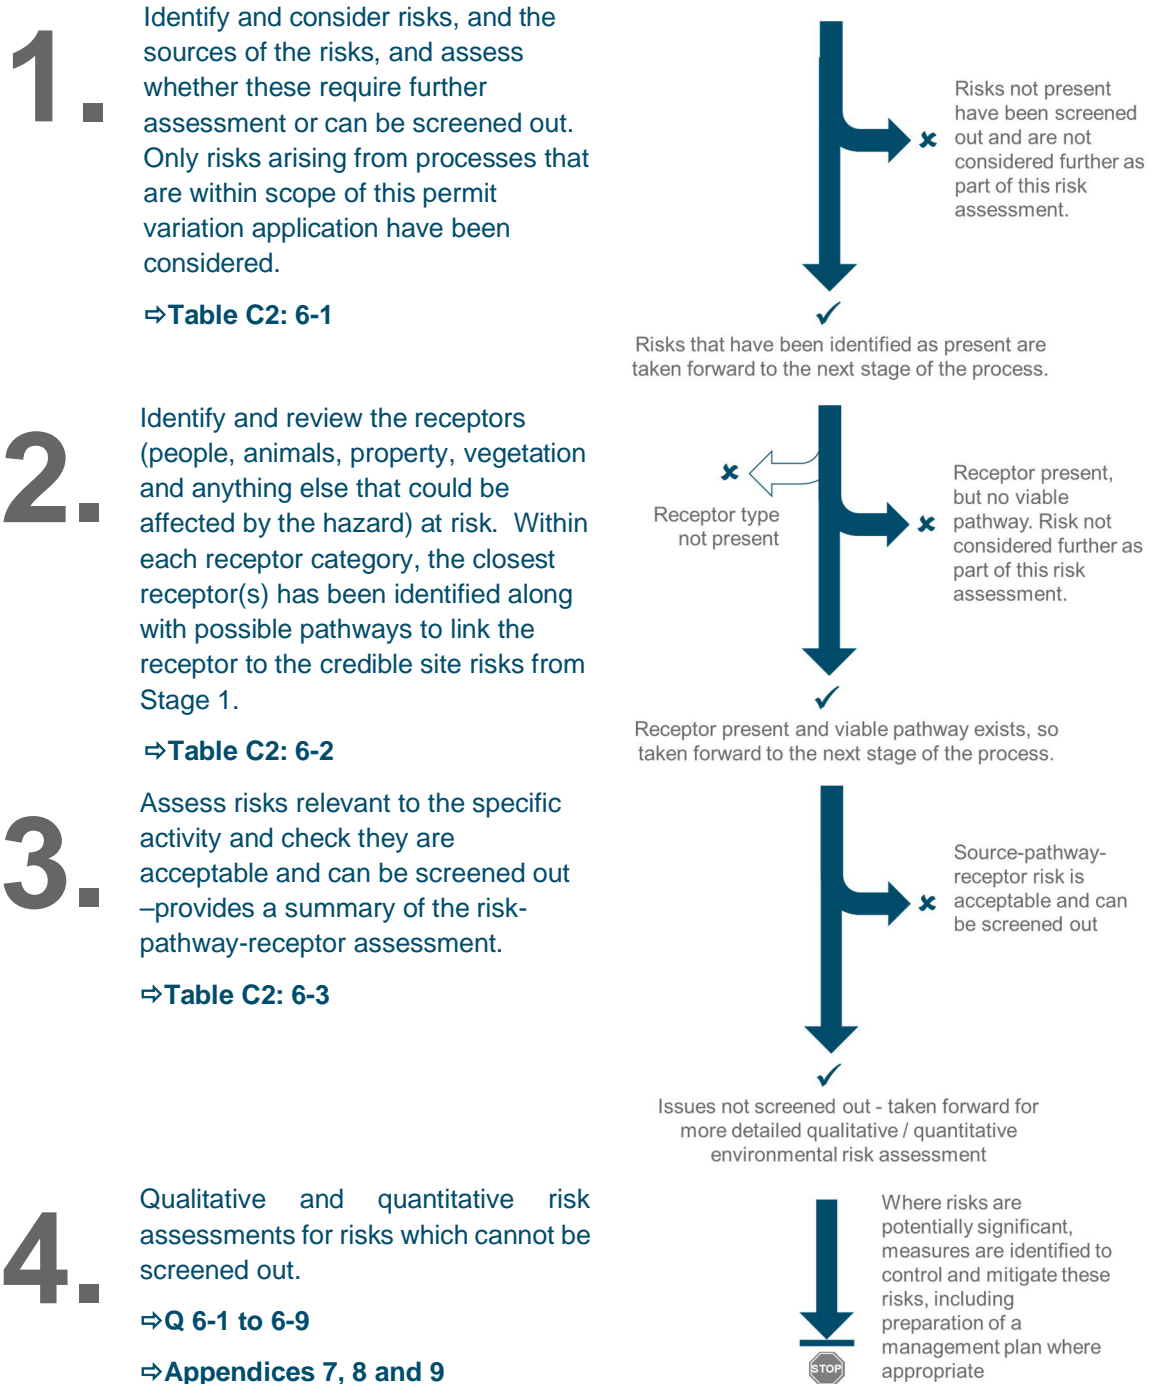 1.
Identify and consider risks, and the
sources of the risks, and assess
whether these require further
assessment or can be screened out.
Only risks arising from processes that
are within scope of this permit
variation application have been
considered.
⇨Table C2: 6-1
Risks not present
have been screened
out and are not
considered further as
part of this risk
assessment.
Risks that have been identified as present are
taken forward to the next stage of the process.
2.
Identify and review the receptors
(people, animals, property, vegetation
and anything else that could be
affected by the hazard) at risk. Within
each receptor category, the closest
receptor(s) has been identified along
with possible pathways to link the
receptor to the credible site risks from
Stage 1.
⇨Table C2: 6-2
Receptor type
not present
Receptor present,
but no viable
pathway. Risk not
considered further as
part of this risk
assessment.
Receptor present and viable pathway exists, so
taken forward to the next stage of the process.
3.
Assess risks relevant to the specific
activity and check they are
acceptable and can be screened out
–provides a summary of the risk-
pathway-receptor assessment.
⇨Table C2: 6-3
Source-pathway-
receptor risk is
acceptable and can
be screened out
Issues not screened out - taken forward for
more detailed qualitative / quantitative
environmental risk assessment
4.
Qualitative and quantitative risk
assessments for risks which cannot be
screened out.
⇨Q 6-1 to 6-9
⇨Appendices 7, 8 and 9
Where risks are
potentially significant,
measures are identified to
control and mitigate these
risks, including
preparation of a
management plan where
appropriate
STOP